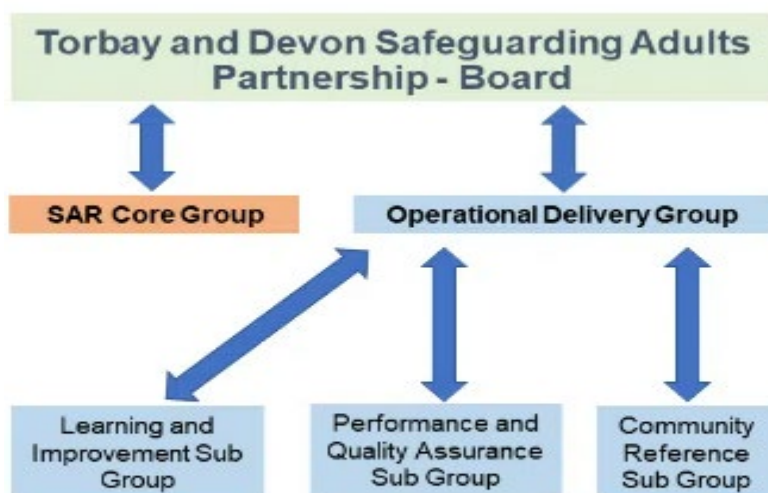 Torbay and Devon Safeguarding Adults
Partnership - Board
SAR Core Group
Operational Delivery Group
Learning and
Improvement Sub
Group
Performance and
Quality Assurance
Sub Group
Community
Reference
Sub Group